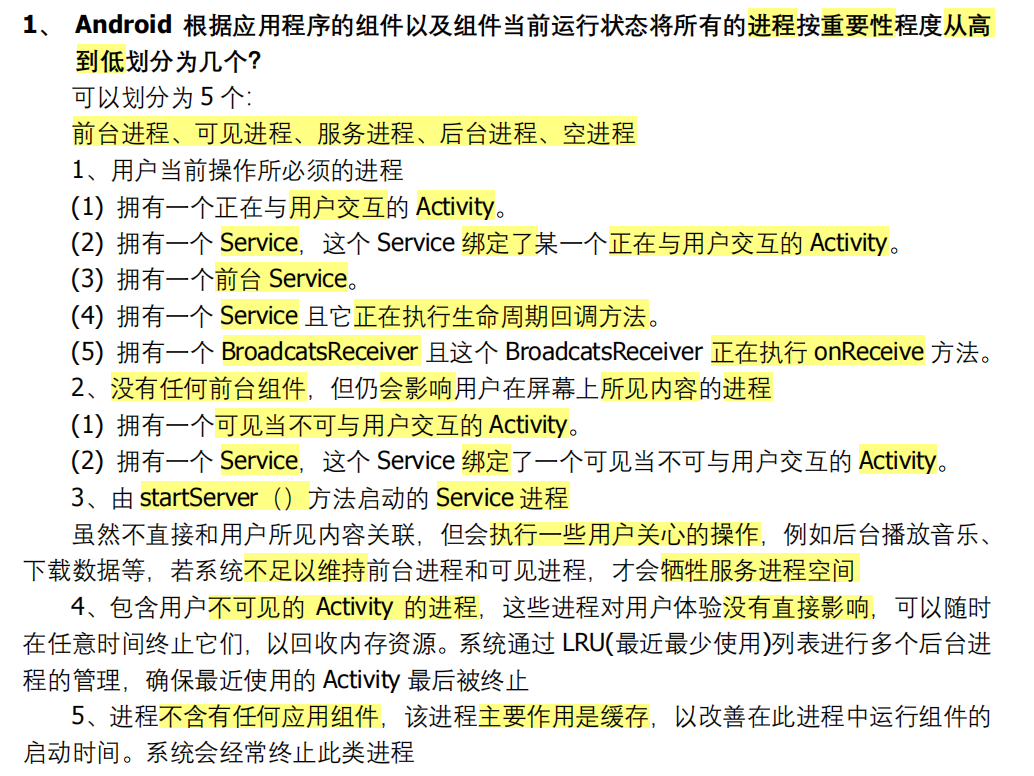 1、 Android 根据应用程序的组件以及组件当前运行状态将所有的进程按重要性程度从高
到低划分为几个?
可以划分为 5 个:
前台进程、可见进程、服务进程、后台进程、空进程
1、用户当前操作所必须的进程
(1) 拥有一个正在与用户交互的 Activity。
(2) 拥有一个 Service，这个 Service 绑定了某一个正在与用户交互的 Activity。
(3) 拥有一个前台 Service。
(4) 拥有一个 Service 且它正在执行生命周期回调方法。
(5) 拥有一个 BroadcatsReceiver 且这个 BroadcatsReceiver 正在执行 onReceive 方法。
2、没有任何前台组件，但仍会影响用户在屏幕上所见内容的进程
(1) 拥有一个可见当不可与用户交互的 Activity。
(2) 拥有一个 Service，这个 Service 绑定了一个可见当不可与用户交互的 Activity。
3、由 startServer（）方法启动的 Service 进程
虽然不直接和用户所见内容关联，但会执行一些用户关心的操作，例如后台播放音乐、
下载数据等，若系统不足以维持前台进程和可见进程，才会牺牲服务进程空间
4、包含用户不可见的 Activity 的进程，这些进程对用户体验没有直接影响，可以随时
在任意时间终止它们，以回收内存资源。系统通过 LRU(最近最少使用)列表进行多个后台进
程的管理，确保最近使用的 Activity 最后被终止
5、进程不含有任何应用组件，该进程主要作用是缓存，以改善在此进程中运行组件的
启动时间。系统会经常终止此类进程